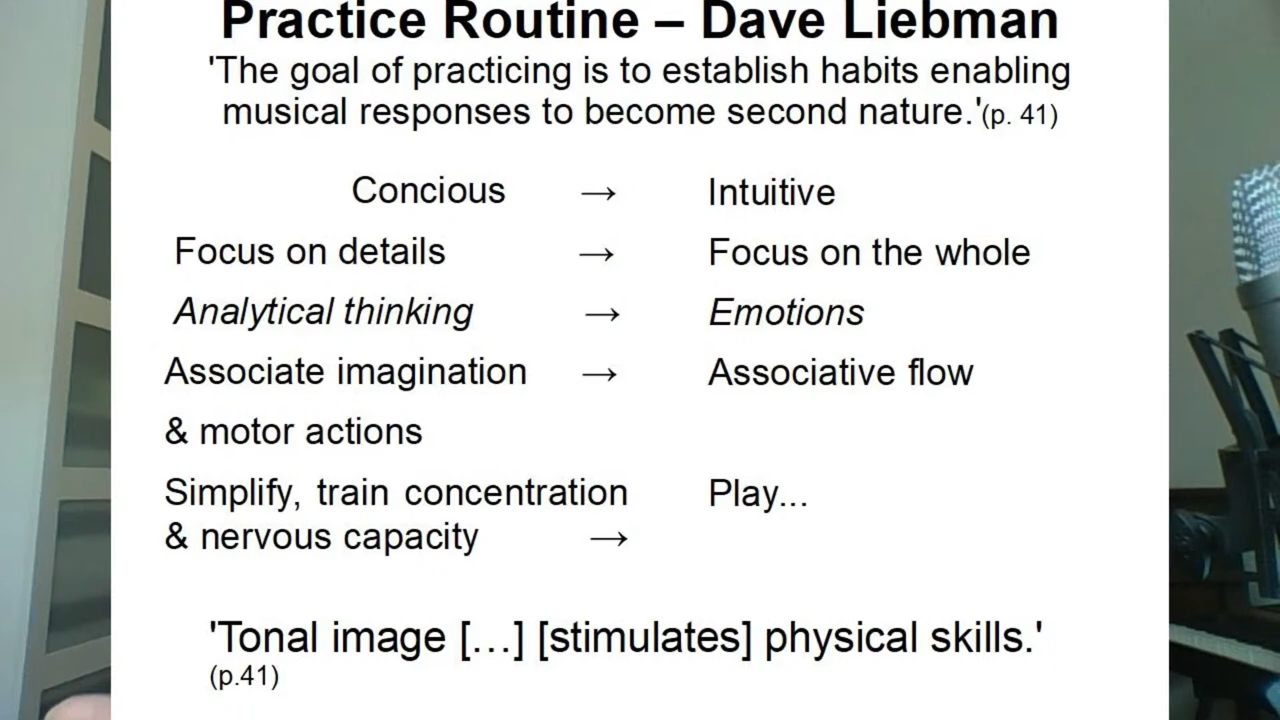 Practice Routine – Dave Liebman
'The goal of practicing is to establish habits enabling
musical responses to become second nature.'(p. 41)
Concious → Intuitive
Focus on details → Focus on the whole
Analytical thinking → Emotions
Associate imagination → Associative flow
& motor actions
Simplify, train concentration Play...
& nervous capacity →
'Tonal image […] [stimulates] physical skills.'
(p.41)